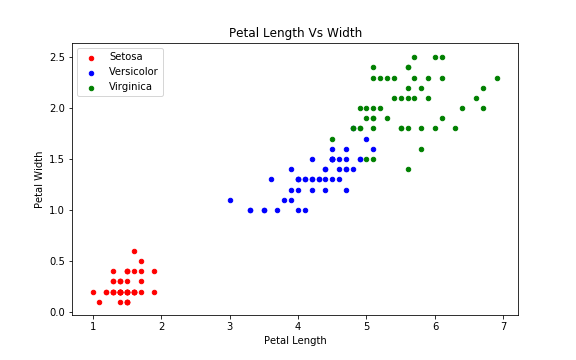 Petal Length Vs Width
Setosa
Versicolor
Virginica
2.5
2.0
1.5
1.0
0.5
0.0
Petal Width
1 2 3 4 5 6 7
Petal Length